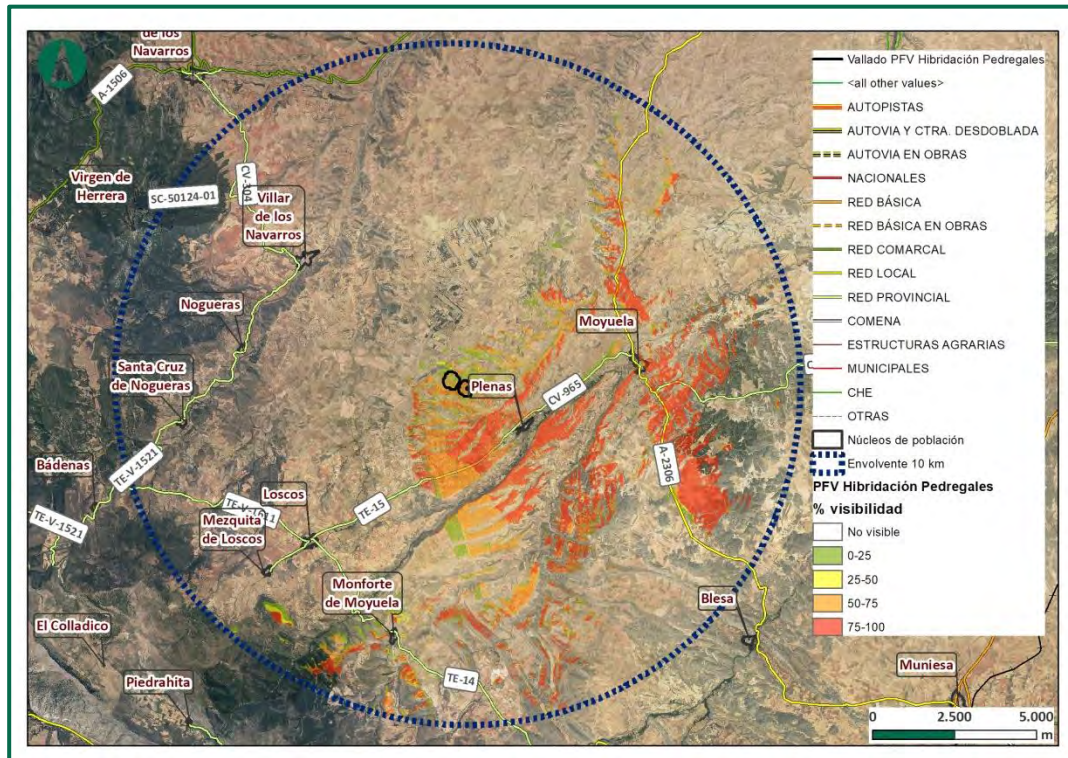 de los
Navarros
A-1506
Virgen de
Herrera
SC-50124-01
CV-304
Villar
de los
Navarros
Nogueras
Santa Cruz
de Nogueras
Moyuela
Plenas
CV-965
A-2306
Bádenas
TE-V-1521
TE-V-1521
TE-V-1611
Loscos
TE-15
Mezquita
de Loscos
Monforte
de Moyuela
El Colladico
Piedrahita
TE-14
Blesa
Muniesa
Vallado PFV Hibridación Pedregales
<all other values>
AUTOPISTAS
AUTOVIA Y CTRA. DESDOBLADA
AUTOVIA EN OBRAS
NACIONALES
RED BÁSICA
RED BÁSICA EN OBRAS
RED COMARCAL
RED LOCAL
RED PROVINCIAL
COMENA
ESTRUCTURAS AGRARIAS
MUNICIPALES
CHE
OTRAS
Núcleos de población
Envolvente 10 km
PFV Hibridación Pedregales
% visibilidad
No visible
0-25
25-50
50-75
75-100
0 2.500 5.000
m